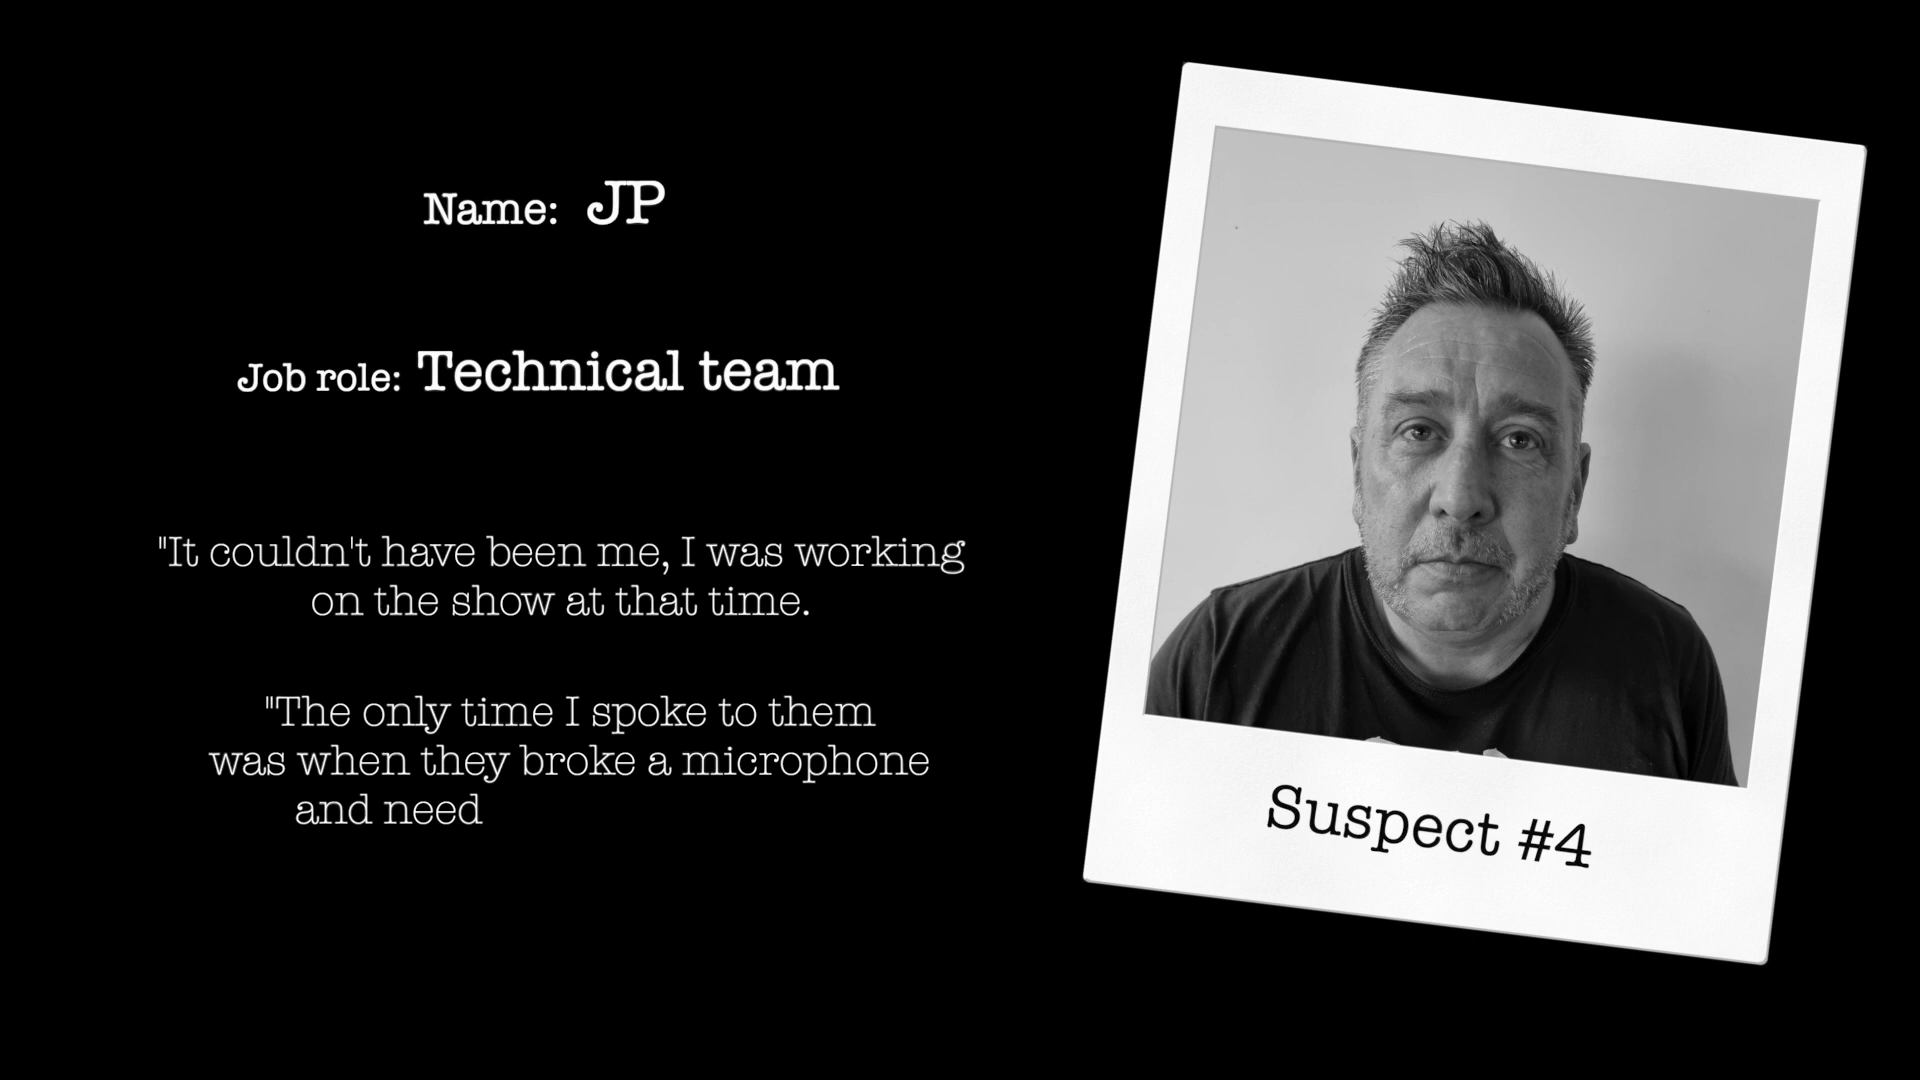 Name: JP
Job role: Technical team
"It couldn't have been me, I was working
on the show at that time.
"The only time I spoke to them
was when they broke a microphone
and need
Suspect #4